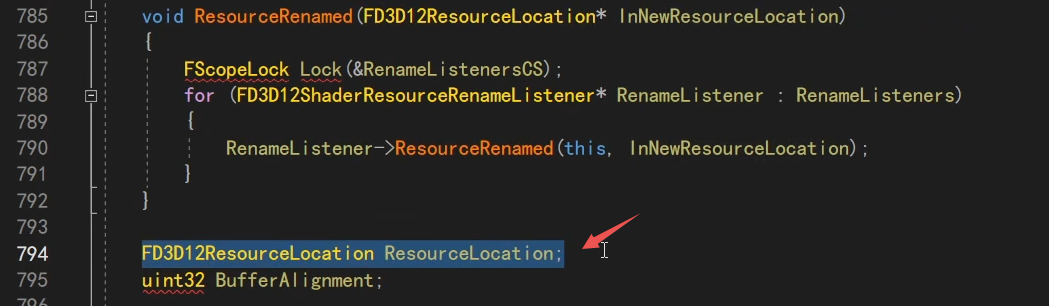 785 void ResourceRenamed(FD3D12ResourceLocation* InNewResourceLocation)
786 {
787 FScopeLock Lock(&RenameListenersCS);
788 for (FD3D12ShaderResourceRenameListener* RenameListener : RenameListeners)
789 {
790 RenameListener->ResourceRenamed(this, InNewResourceLocation);
791 }
792 }
793
794 FD3D12ResourceLocation ResourceLocation;
795 uint32 BufferAlignment;
796